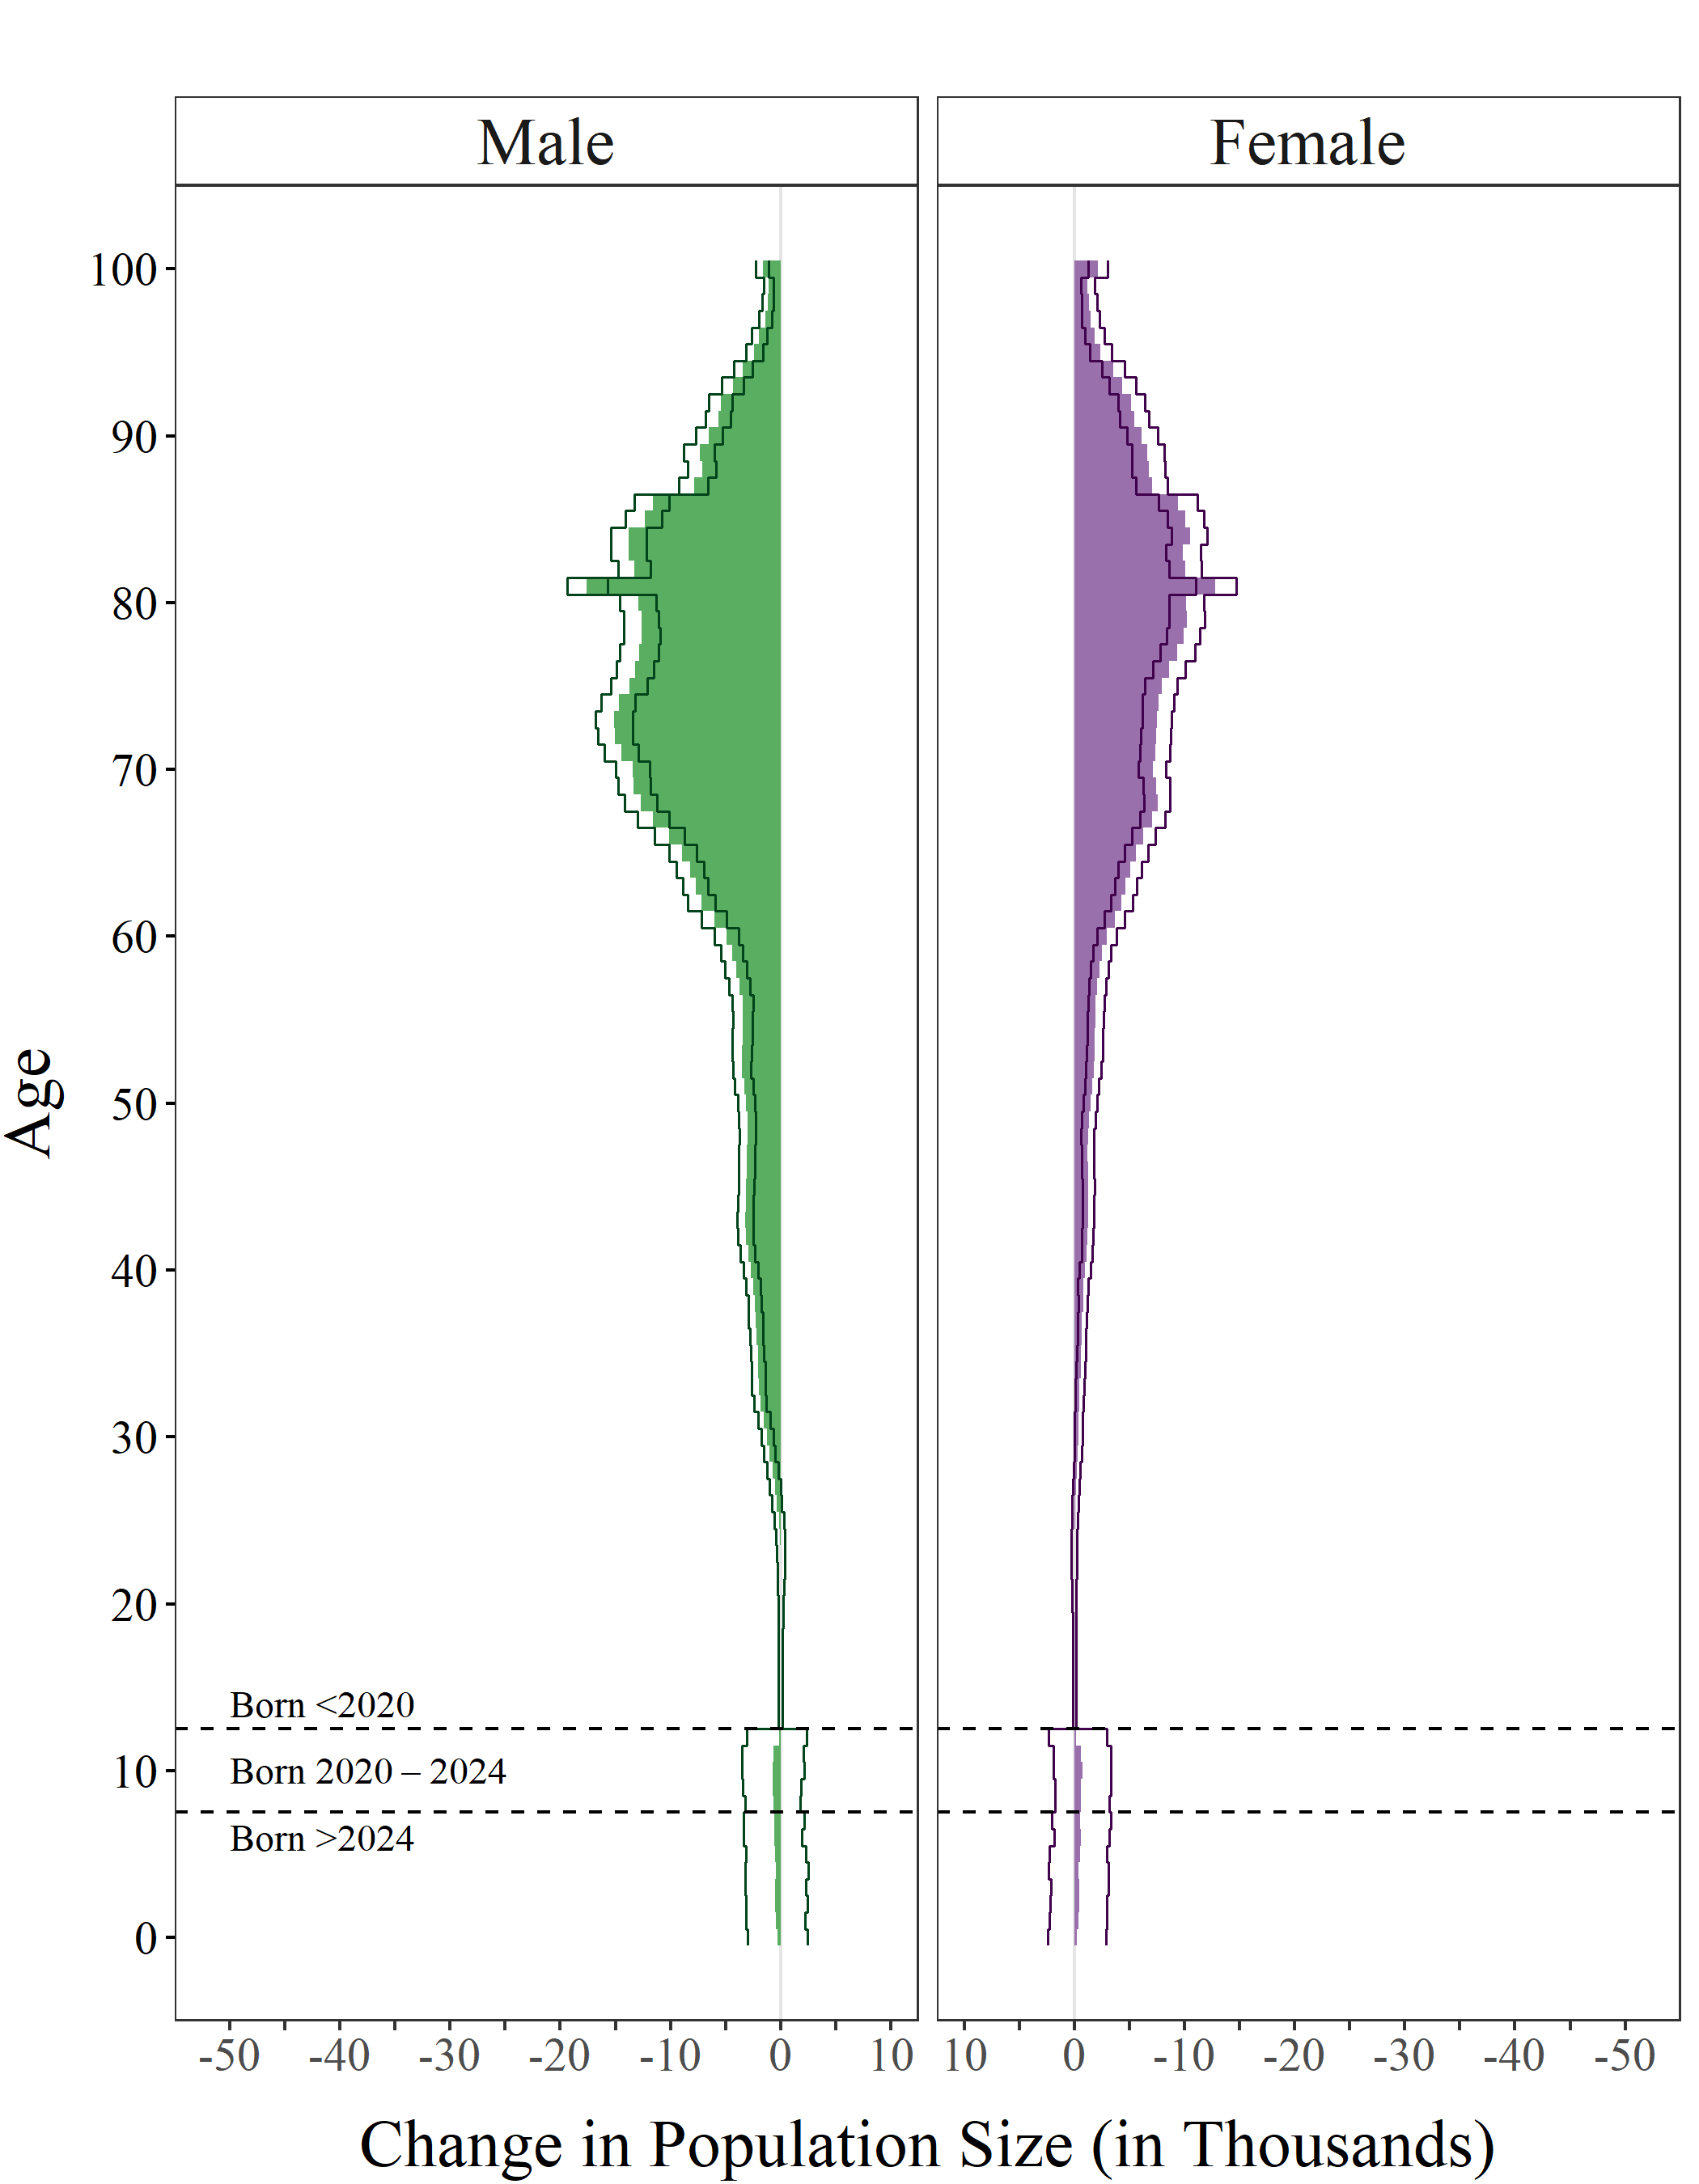 Male Female
100
90
80
70
60
50
40
30
20
10
0
Age
Born <2020
Born 2020 – 2024
Born >2024
-50 -40 -30 -20 -10 0 10 10 0 -10 -20 -30 -40 -50
Change in Population Size (in Thousands)